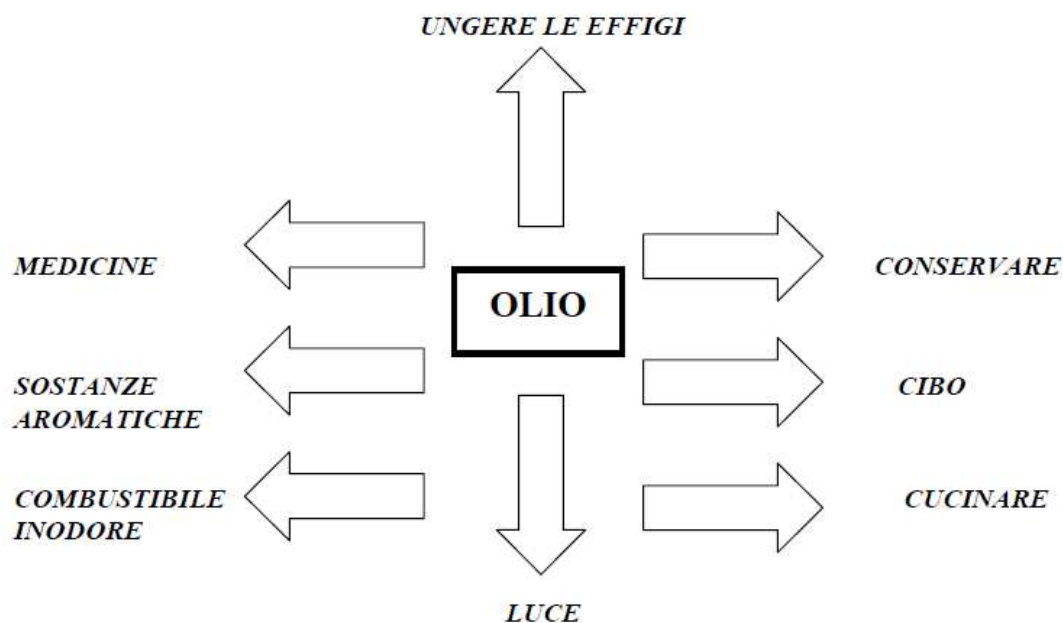 UNGERE LE EFFIGI
MEDICINE
CONSERVARE
OLIO
SOSTANZE
AROMATICHE
CIBO
COMBUSTIBILE
INODORE
CUCINARE
LUCE